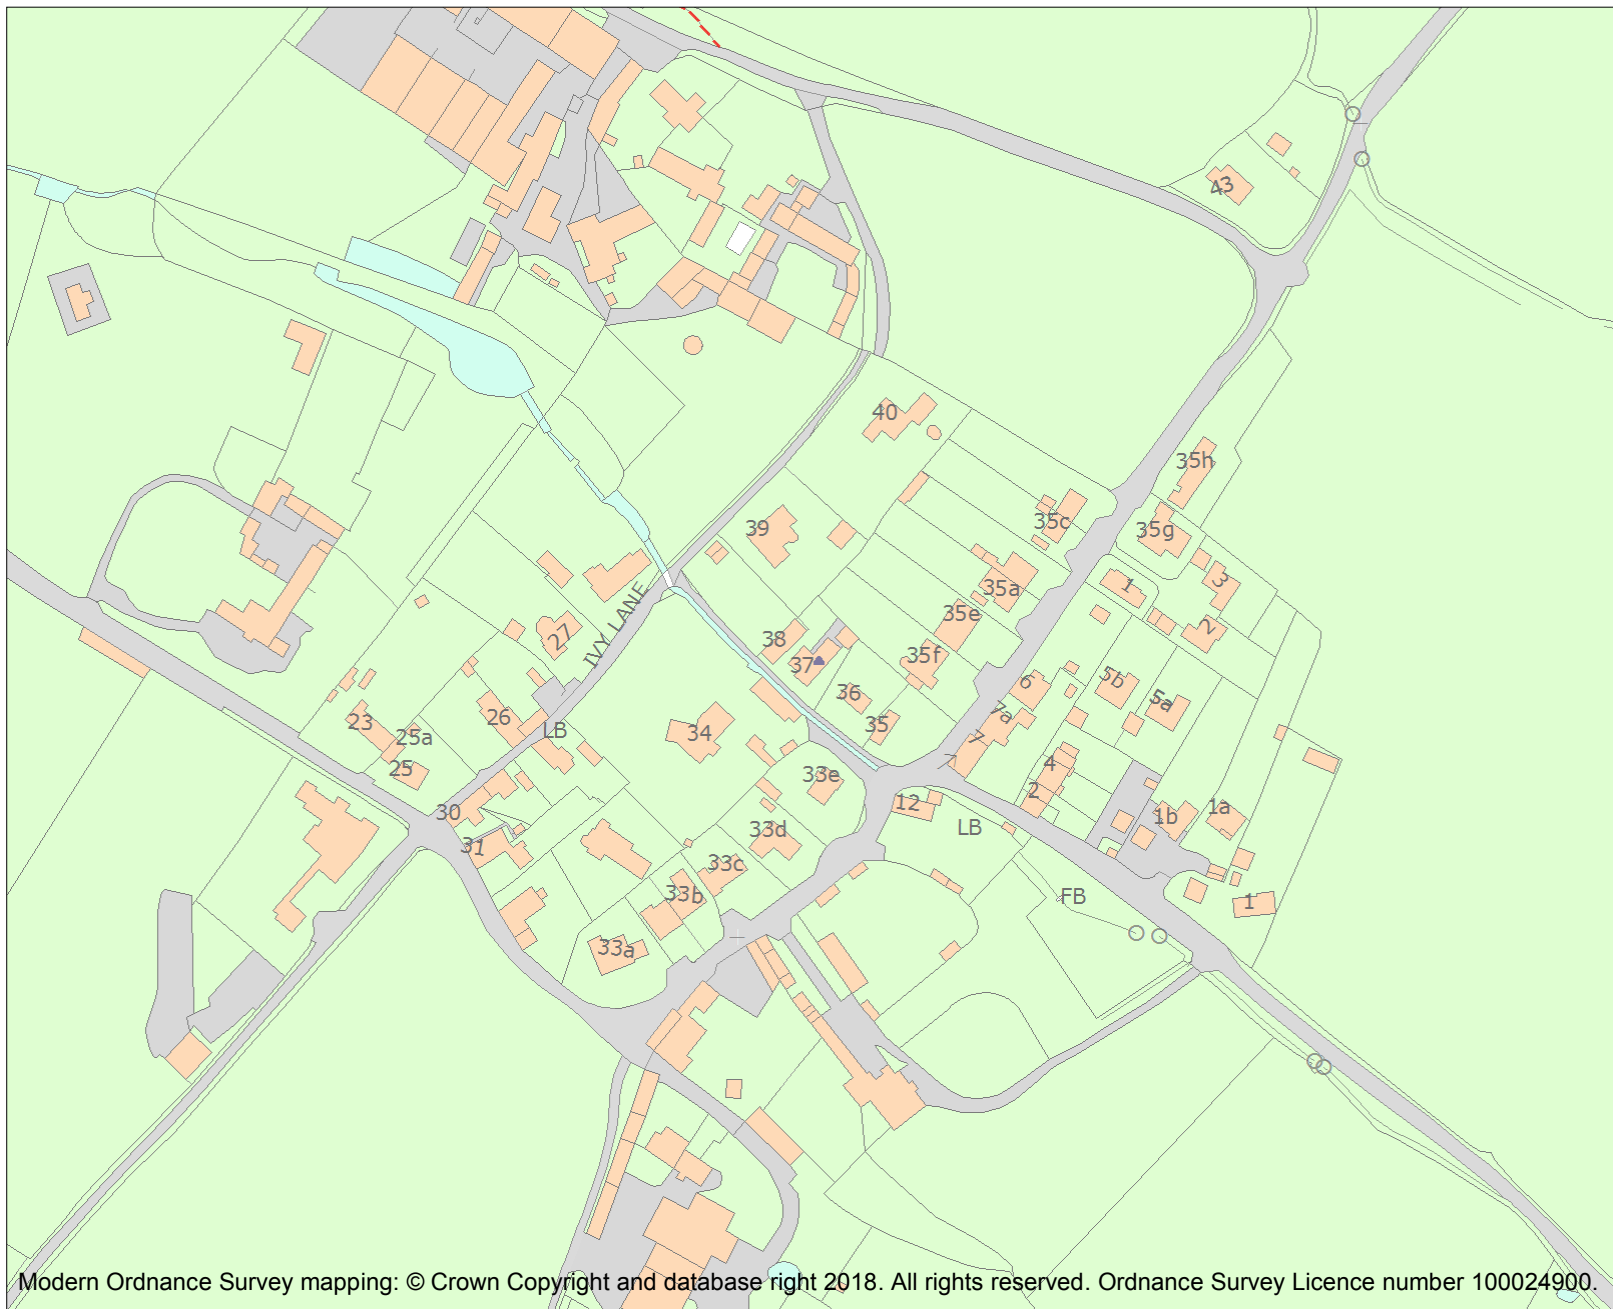 43
40
35h
35c
35g
39
1
3
35a
35e
2
IVY LANE
27
38
37
35f
36
35
6
5b
5a
7a
7
7
26
LB
23
25a
25
34
33e
12
LB
4
2
1b
1a
30
31
33d
33c
33b
33a
FB
1
Modern Ordnance Survey mapping: © Crown Copyright and database right 2018. All rights reserved. Ordnance Survey Licence number 100024900.